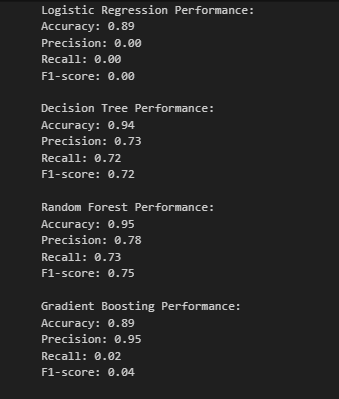 Logistic Regression Performance:
Accuracy: 0.89
Precision: 0.00
Recall: 0.00
F1-score: 0.00
Decision Tree Performance:
Accuracy: 0.94
Precision: 0.73
Recall: 0.72
F1-score: 0.72
Random Forest Performance:
Accuracy: 0.95
Precision: 0.78
Recall: 0.73
F1-score: 0.75
Gradient Boosting Performance:
Accuracy: 0.89
Precision: 0.95
Recall: 0.02
F1-score: 0.04